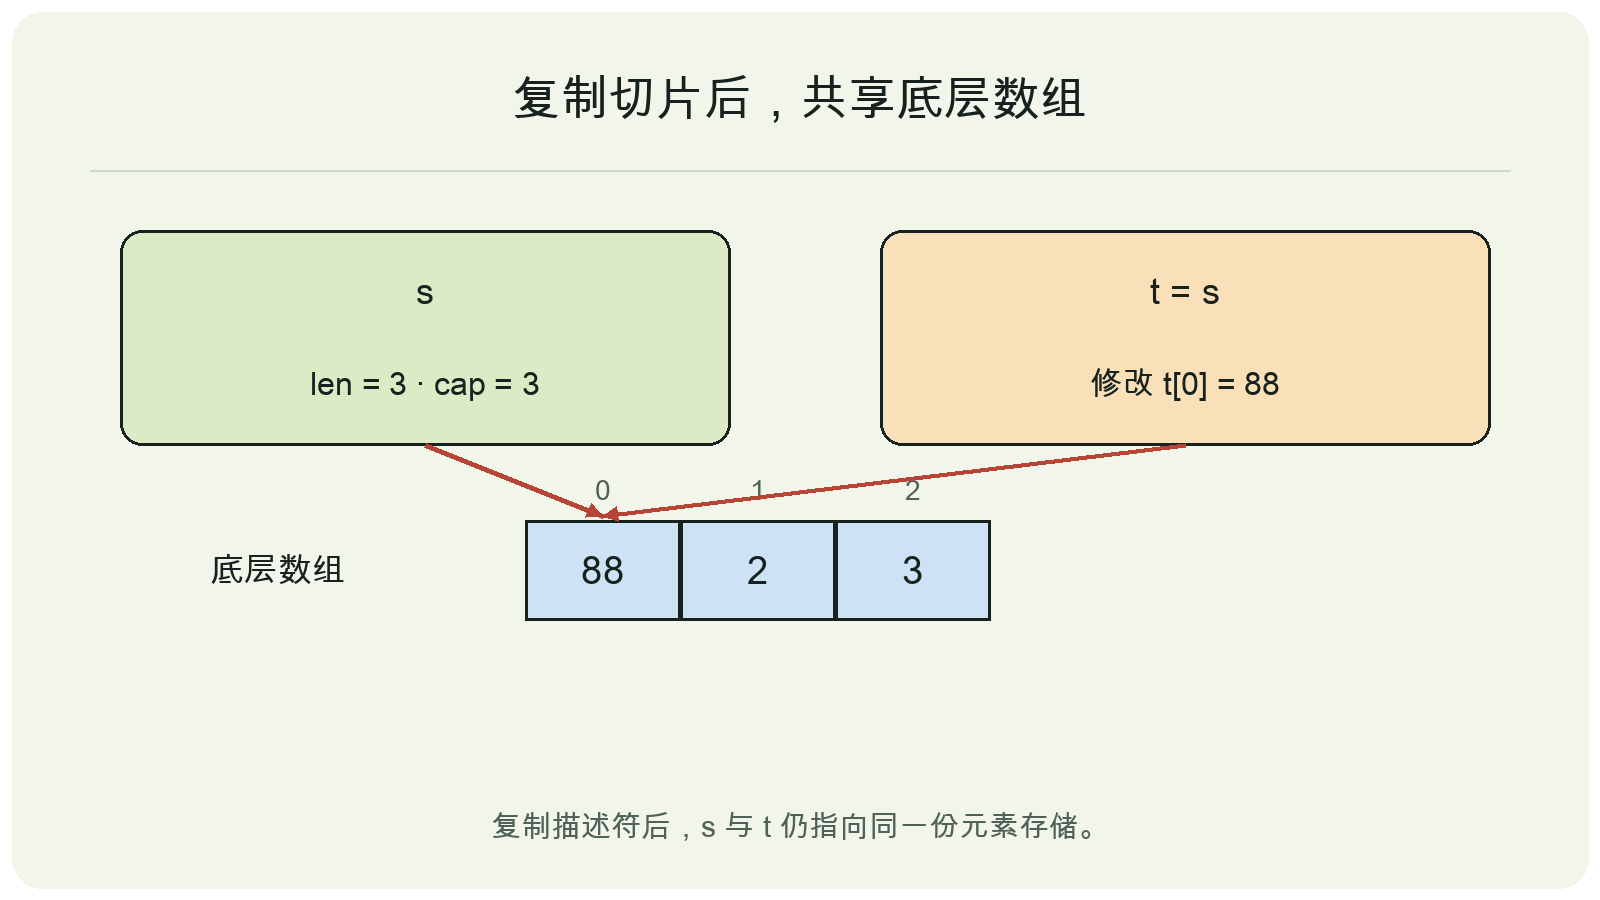 复制切片后，共享底层数组
s
len = 3 · cap = 3
t = s
修改 t[0] = 88
0 1 2
底层数组
88 2 3
复制描述符后，s 与 t 仍指向同一份元素存储。